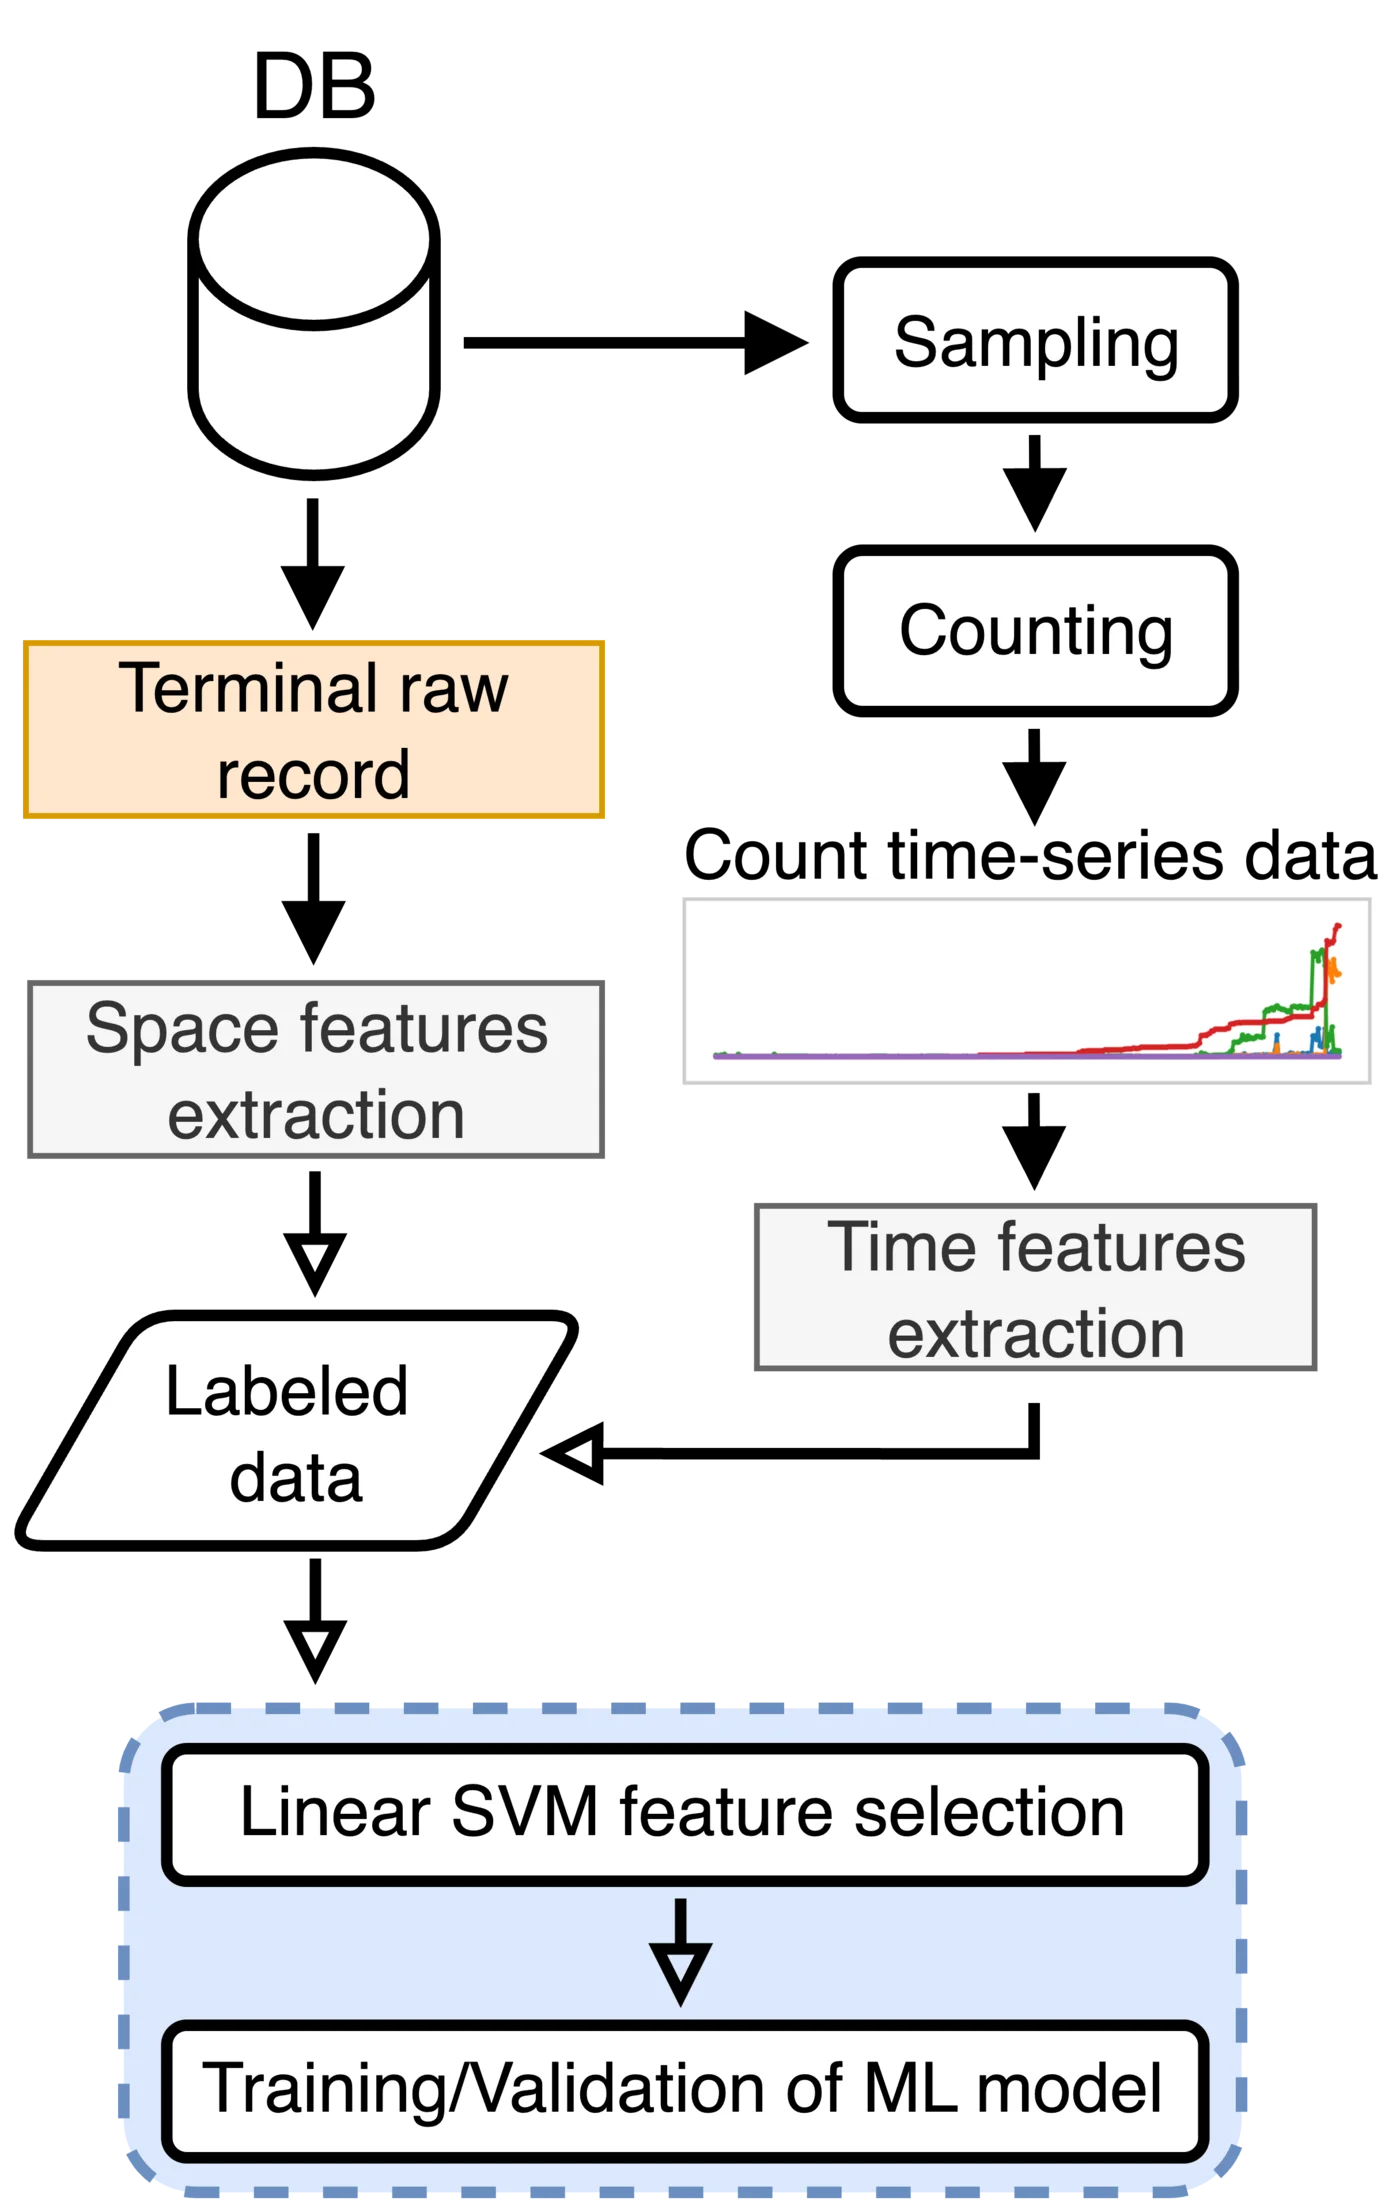 DB
Sampling
Counting
Terminal raw
record
Count time-series data
Space features
extraction
Time features
extraction
Labeled
data
Linear SVM feature selection
Training/Validation of ML model